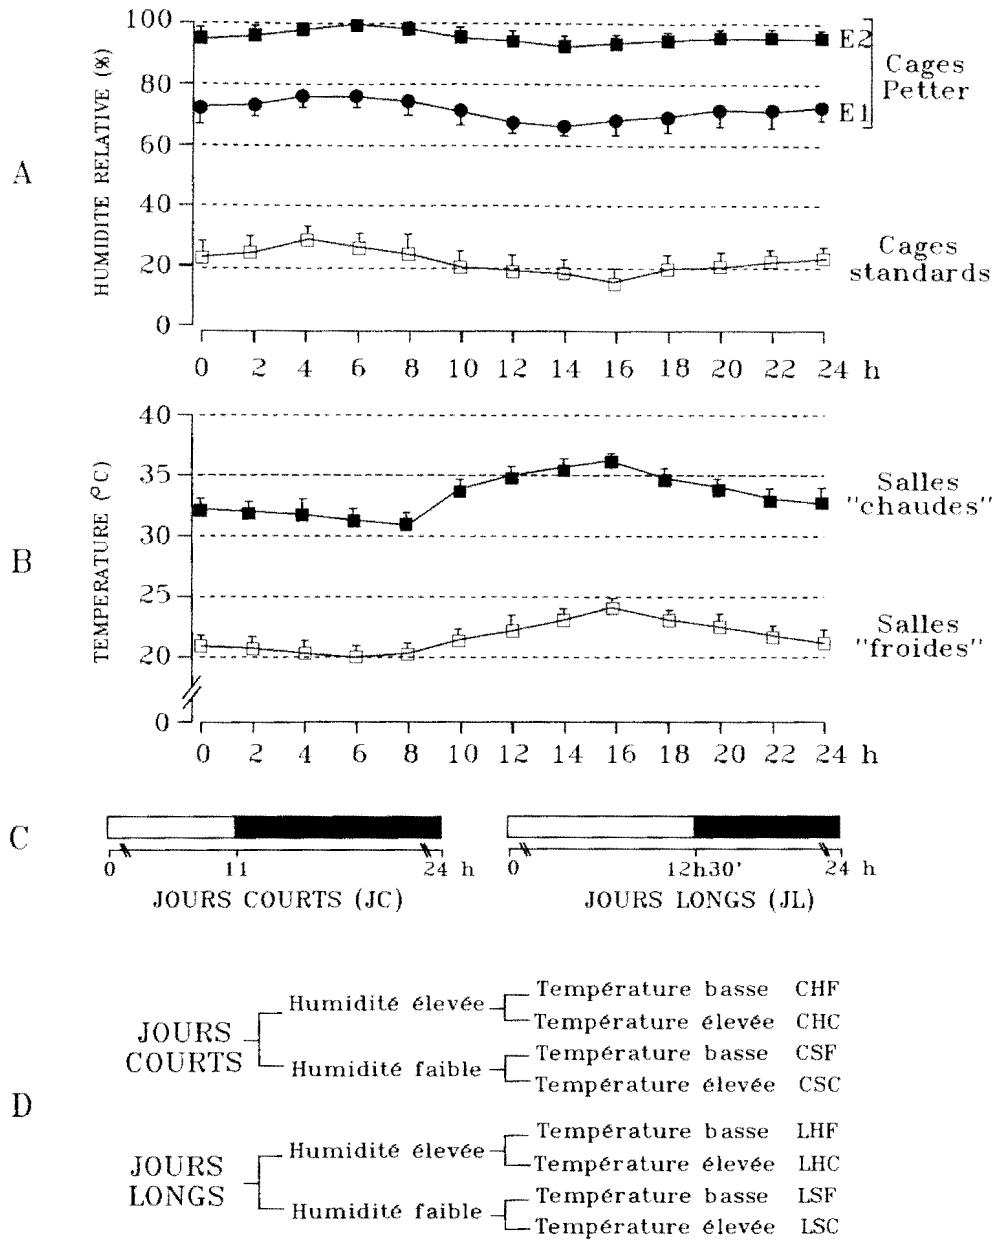 A
HUMIDITE RELATIVE (%)
100
80
60
40
20
0
E2
E1
Cages
Petter
Cages
standards
0 2 4 6 8 10 12 14 16 18 20 22 24 h
B
TEMPERATURE (°C)
40
35
30
25
20
0
Salles
"chaudes"
Salles
"froides"
0 2 4 6 8 10 12 14 16 18 20 22 24 h
C
0 11 24 h
JOURS COURTS (JC)
0 12h30' 24 h
JOURS LONGS (JL)
D
JOURS
COURTS
Humidité élevée
Température basse CHF
Température élevée CHC
Humidité faible
Température basse CSF
Température élevée CSC
JOURS
LONGS
Humidité élevée
Température basse LHF
Température élevée LHC
Humidité faible
Température basse LSF
Température élevée LSC